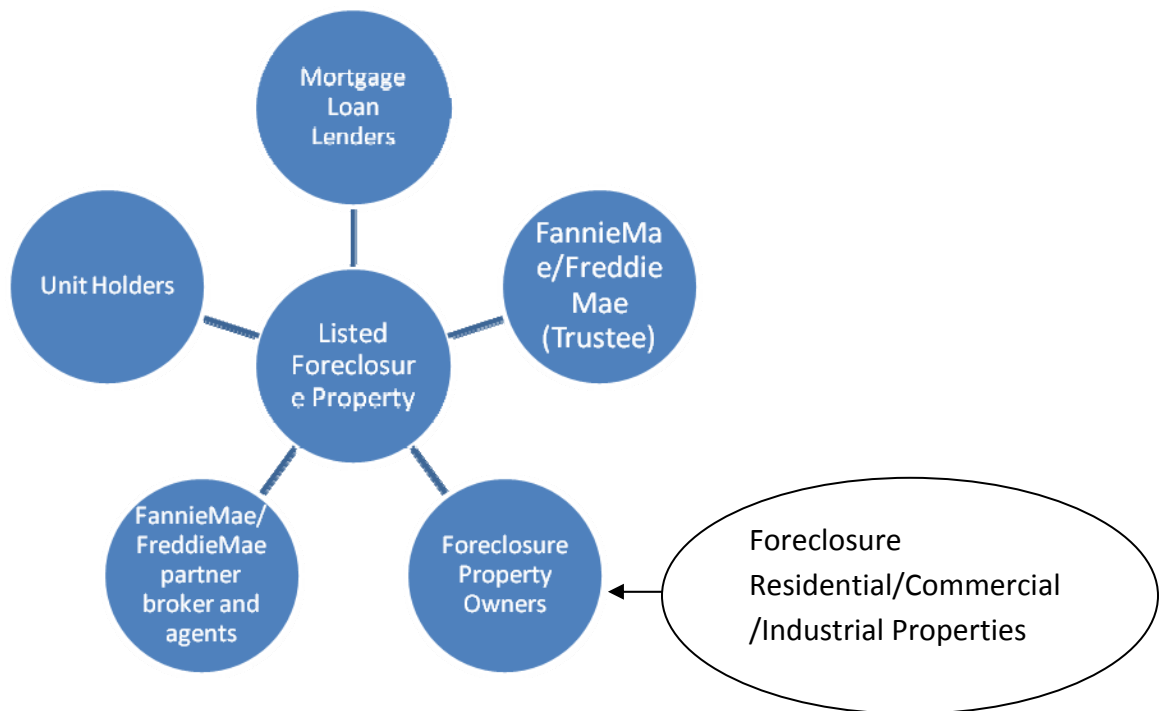 Mortgage
Loan
Lenders
Unit Holders
FannieMa
e/Freddie
Mae
(Trustee)
Listed
Foreclosur
e Property
FannieMae/
FreddieMae
partner
broker and
agents
Foreclosure
Property
Owners
Foreclosure
Residential/Commercial
/Industrial Properties